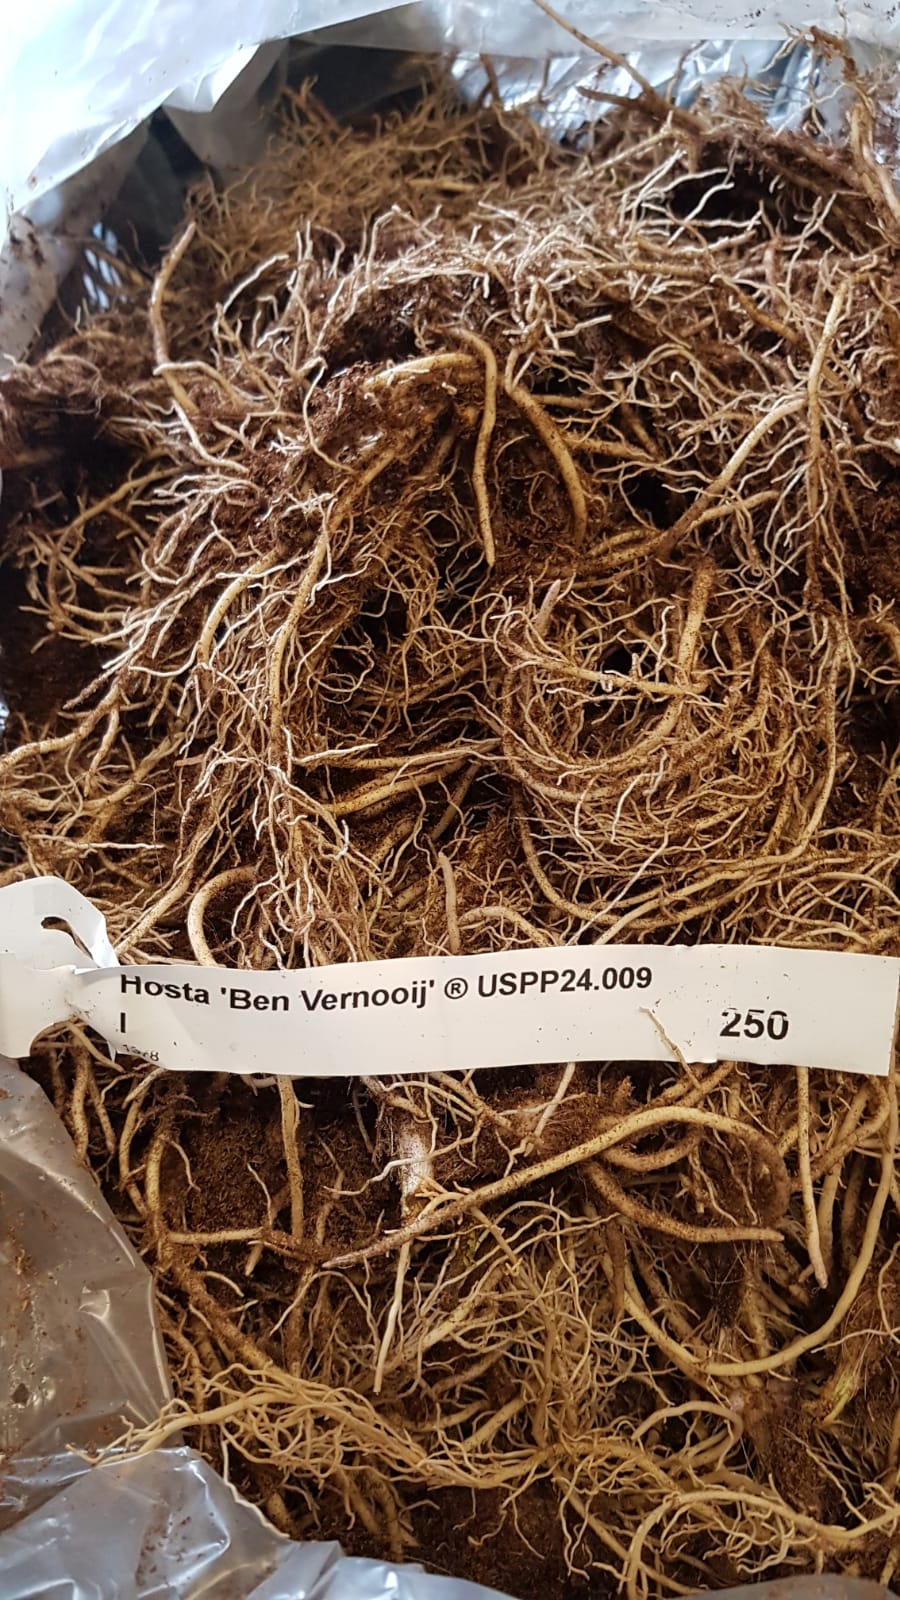 Hosta 'Ben Vernooij' ® USPP24.009
I
250